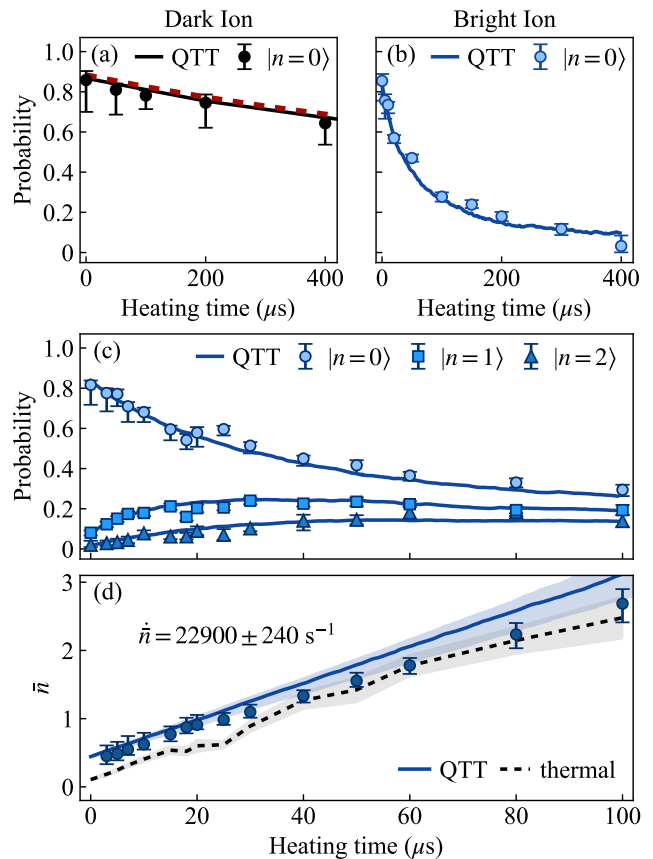 Dark Ion
Bright Ion
(a) QTT |n=0⟩
(b) QTT |n=0⟩
1.0
0.8
0.6
0.4
0.2
0
Probability
0 200 400
0 200 400
Heating time (μs)
Heating time (μs)
(c) QTT |n=0⟩ |n=1⟩ |n=2⟩
1.0
0.8
0.6
0.4
0.2
0
Probability
(d)
3
2
1
0
n̄
n̄̇ = 22900 ± 240 s⁻¹
QTT thermal
0 20 40 60 80 100
Heating time (μs)